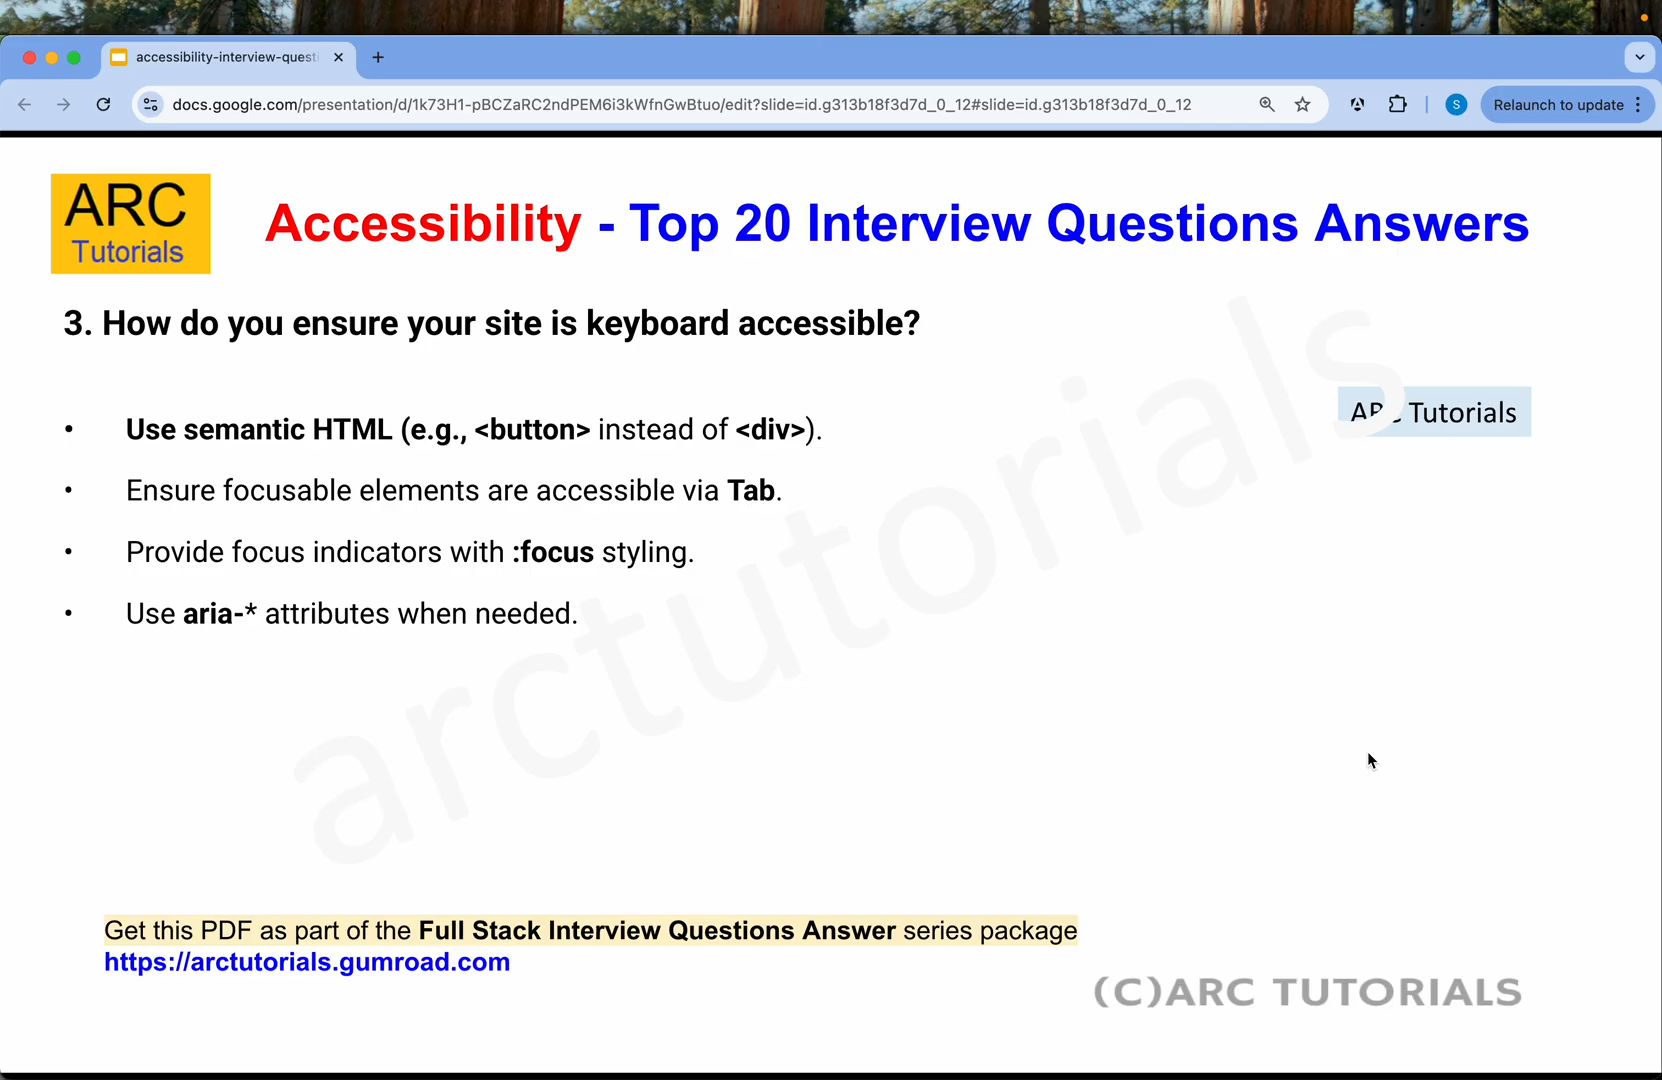 accessibility-interview-questi
docs.google.com/presentation/d/1k73H1-pBCZaRC2ndPEM6i3kWfnGwBtuo/edit?slide=id.g313b18f3d7d_0_12#slide=id.g313b18f3d7d_0_12
S
Relaunch to update
ARC
Tutorials
Accessibility - Top 20 Interview Questions Answers
3. How do you ensure your site is keyboard accessible?
ARC Tutorials
• Use semantic HTML (e.g., <button> instead of <div>).
• Ensure focusable elements are accessible via Tab.
• Provide focus indicators with :focus styling.
• Use aria-* attributes when needed.
arctutorials
Get this PDF as part of the Full Stack Interview Questions Answer series package
https://arctutorials.gumroad.com
(C)ARC TUTORIALS